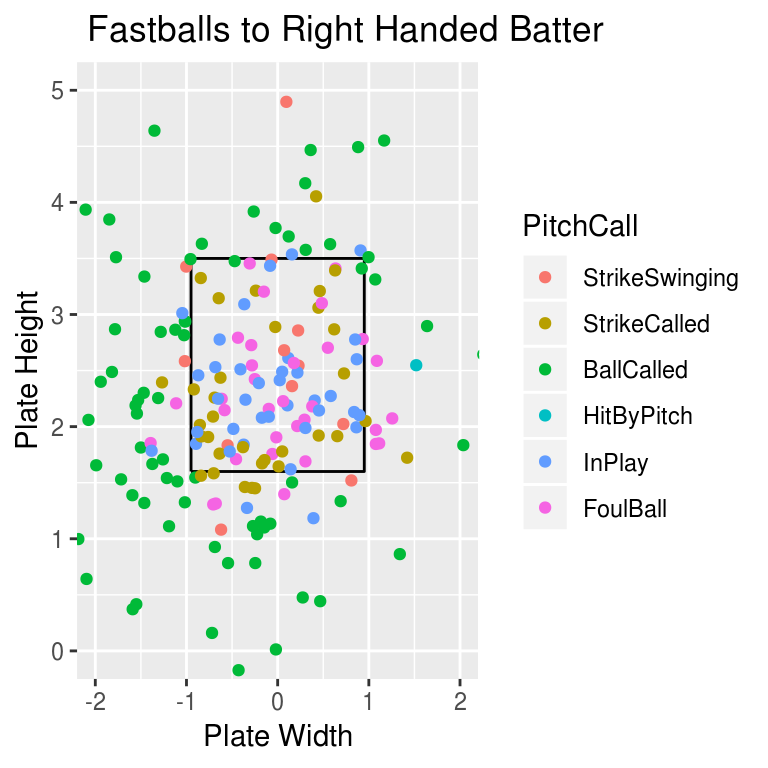 Fastballs to Right Handed Batter
5
4
3
2
1
0
Plate Height
-2 -1 0 1 2
Plate Width
PitchCall
StrikeSwinging
StrikeCalled
BallCalled
HitByPitch
InPlay
FoulBall